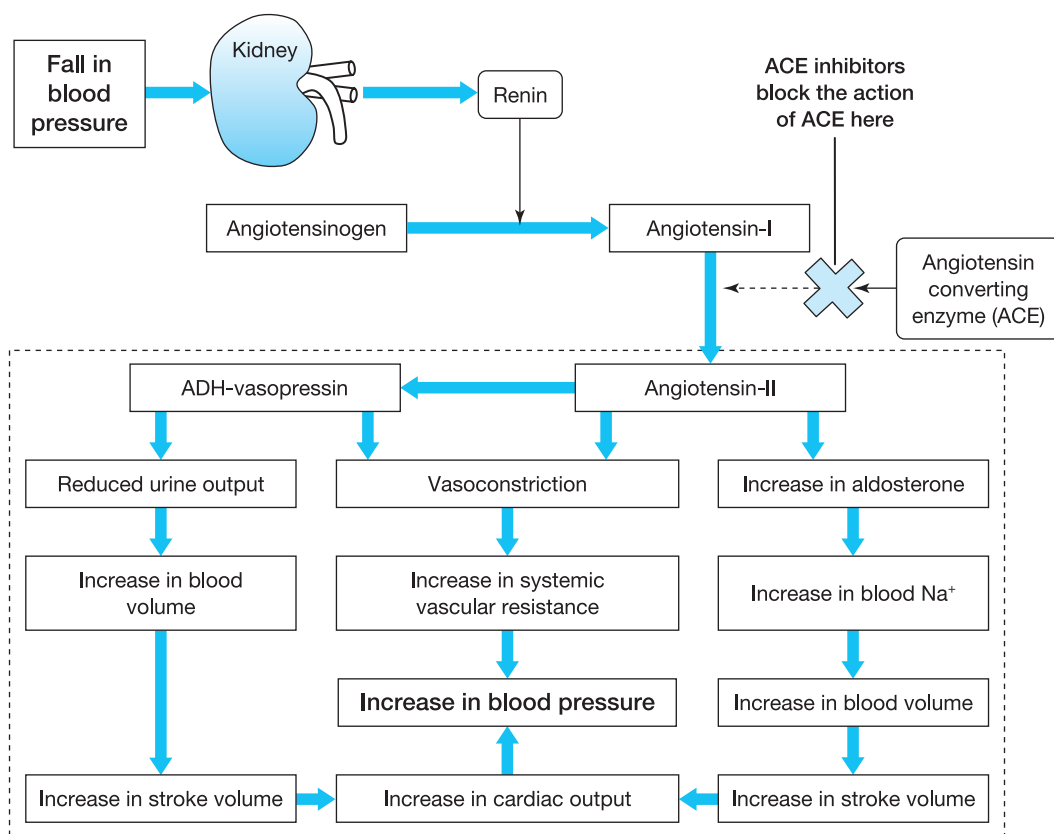 Fall in
blood
pressure
Kidney
Renin
ACE inhibitors
block the action
of ACE here
Angiotensinogen
Angiotensin-I
Angiotensin
converting
enzyme (ACE)
ADH-vasopressin
Angiotensin-II
Reduced urine output
Vasoconstriction
Increase in aldosterone
Increase in blood
volume
Increase in systemic
vascular resistance
Increase in blood Na⁺
Increase in blood pressure
Increase in blood volume
Increase in stroke volume
Increase in cardiac output
Increase in stroke volume